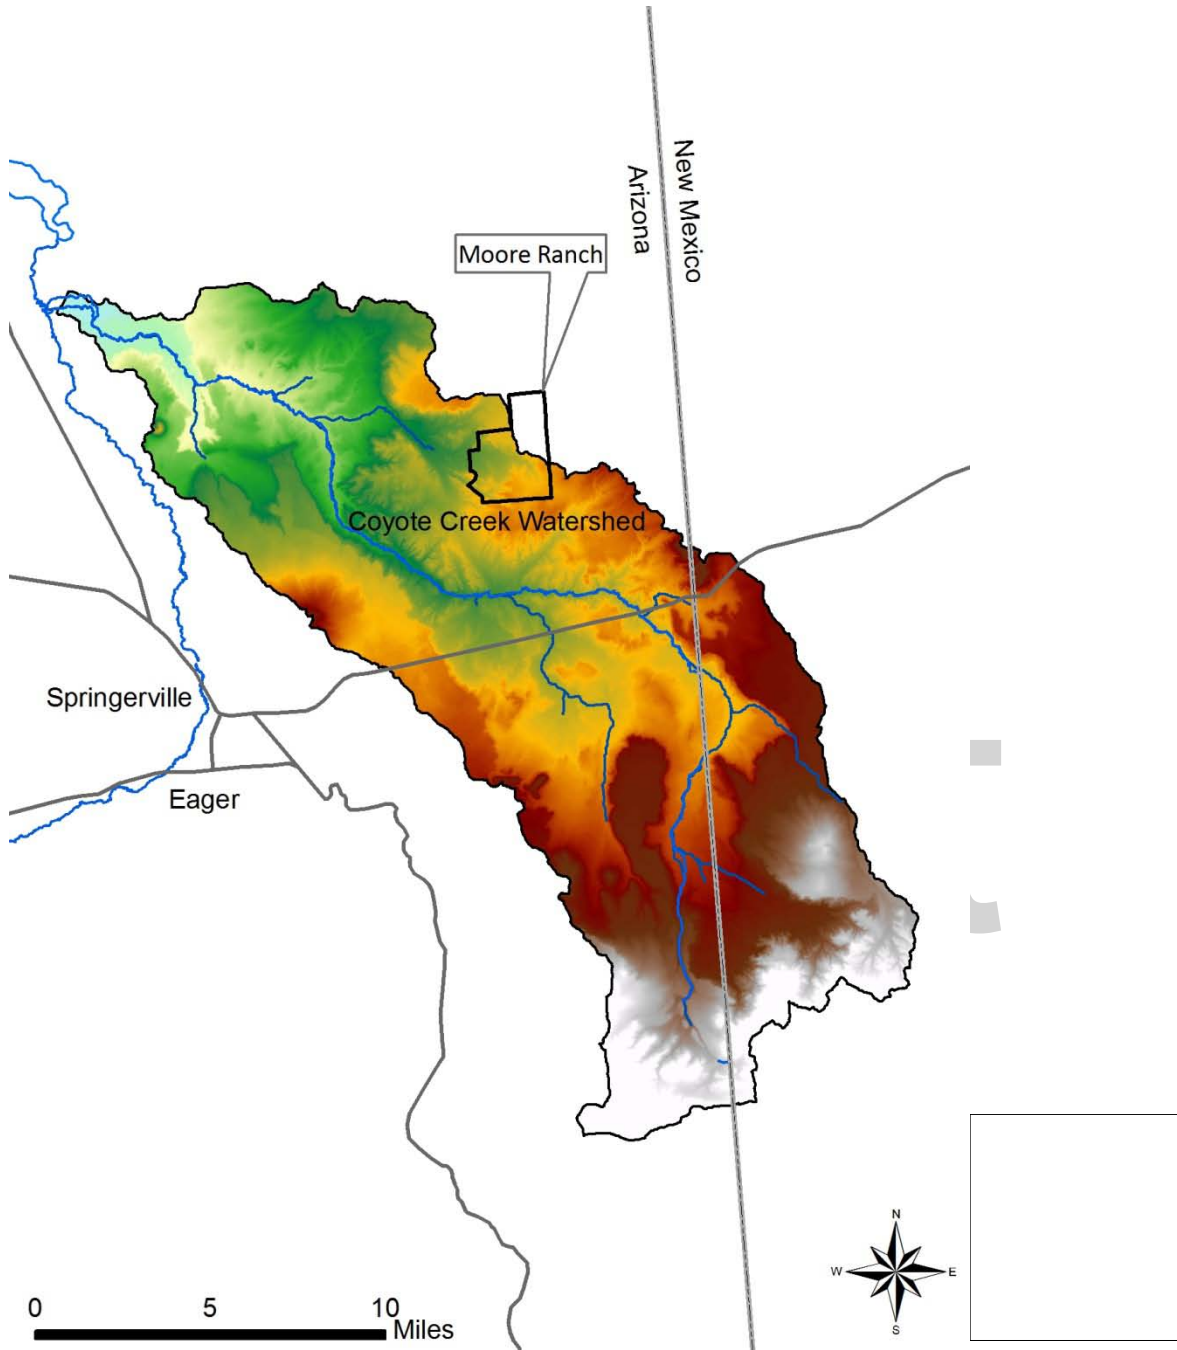 New Mexico
Arizona
Moore Ranch
Coyote Creek Watershed
Springerville
Eager
N
W
E
S
0
5
10
Miles